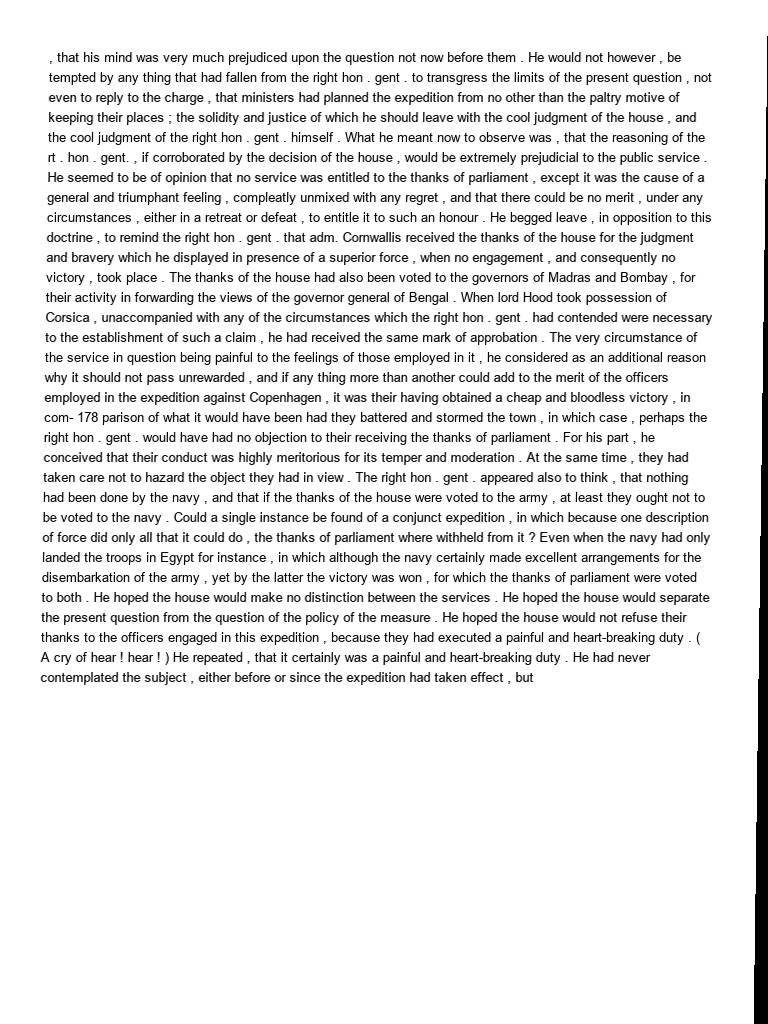 , that his mind was very much prejudiced upon the question not now before them . He would not however , be
tempted by any thing that had fallen from the right hon . gent . to transgress the limits of the present question , not
even to reply to the charge , that ministers had planned the expedition from no other than the paltry motive of
keeping their places ; the solidity and justice of which he should leave with the cool judgment of the house , and
the cool judgment of the right hon . gent . himself . What he meant now to observe was , that the reasoning of the
rt . hon . gent. , if corroborated by the decision of the house , would be extremely prejudicial to the public service .
He seemed to be of opinion that no service was entitled to the thanks of parliament , except it was the cause of a
general and triumphant feeling , compleatly unmixed with any regret , and that there could be no merit , under any
circumstances , either in a retreat or defeat , to entitle it to such an honour . He begged leave , in opposition to this
doctrine , to remind the right hon . gent . that adm. Cornwallis received the thanks of the house for the judgment
and bravery which he displayed in presence of a superior force , when no engagement , and consequently no
victory , took place . The thanks of the house had also been voted to the governors of Madras and Bombay , for
their activity in forwarding the views of the governor general of Bengal . When lord Hood took possession of
Corsica , unaccompanied with any of the circumstances which the right hon . gent . had contended were necessary
to the establishment of such a claim , he had received the same mark of approbation . The very circumstance of
the service in question being painful to the feelings of those employed in it , he considered as an additional reason
why it should not pass unrewarded , and if any thing more than another could add to the merit of the officers
employed in the expedition against Copenhagen , it was their having obtained a cheap and bloodless victory , in
com- 178 parison of what it would have been had they battered and stormed the town , in which case , perhaps the
right hon . gent . would have had no objection to their receiving the thanks of parliament . For his part , he
conceived that their conduct was highly meritorious for its temper and moderation . At the same time , they had
taken care not to hazard the object they had in view . The right hon . gent . appeared also to think , that nothing
had been done by the navy , and that if the thanks of the house were voted to the army , at least they ought not to
be voted to the navy . Could a single instance be found of a conjunct expedition , in which because one description
of force did only all that it could do , the thanks of parliament where withheld from it ? Even when the navy had only
landed the troops in Egypt for instance , in which although the navy certainly made excellent arrangements for the
disembarkation of the army , yet by the latter the victory was won , for which the thanks of parliament were voted
to both . He hoped the house would make no distinction between the services . He hoped the house would separate
the present question from the question of the policy of the measure . He hoped the house would not refuse their
thanks to the officers engaged in this expedition , because they had executed a painful and heart-breaking duty . (
A cry of hear ! hear ! ) He repeated , that it certainly was a painful and heart-breaking duty . He had never
contemplated the subject , either before or since the expedition had taken effect , but